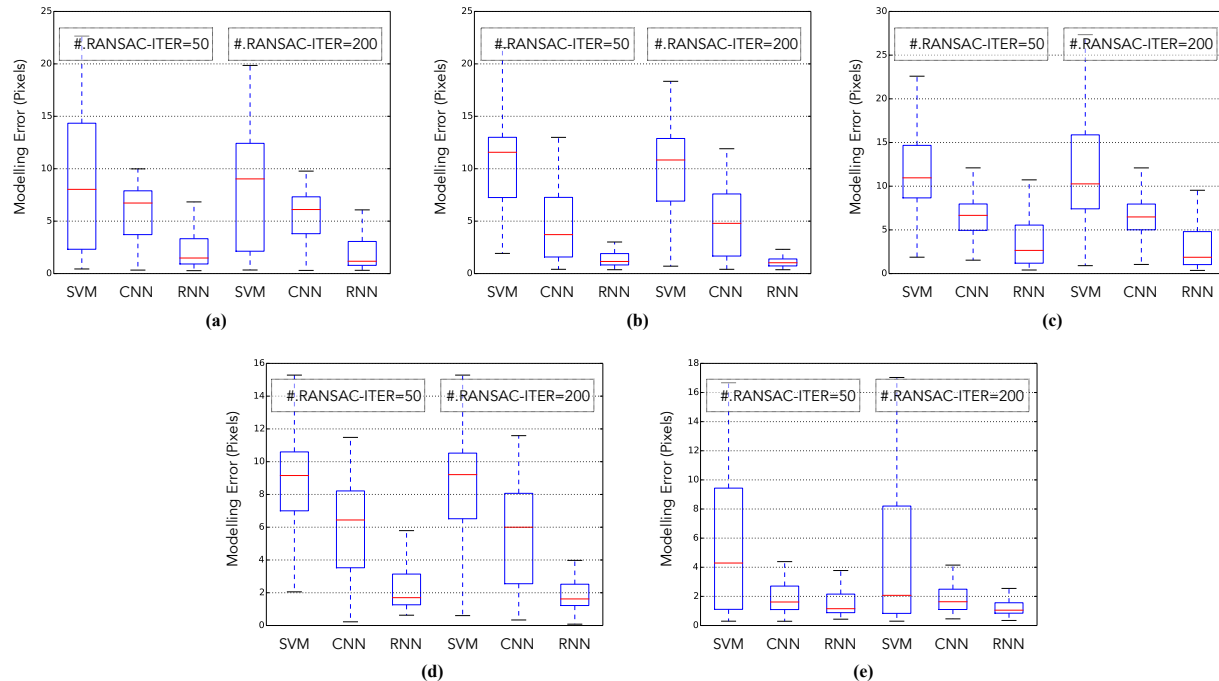 #.RANSAC-ITER=50 #.RANSAC-ITER=200
Modelling Error (Pixels)
25
20
15
10
5
0
SVM CNN RNN SVM CNN RNN
(a)
#.RANSAC-ITER=50 #.RANSAC-ITER=200
Modelling Error (Pixels)
25
20
15
10
5
0
SVM CNN RNN SVM CNN RNN
(b)
#.RANSAC-ITER=50 #.RANSAC-ITER=200
Modelling Error (Pixels)
30
25
20
15
10
5
0
SVM CNN RNN SVM CNN RNN
(c)
#.RANSAC-ITER=50 #.RANSAC-ITER=200
Modelling Error (Pixels)
16
14
12
10
8
6
4
2
0
SVM CNN RNN SVM CNN RNN
(d)
#.RANSAC-ITER=50 #.RANSAC-ITER=200
Modelling Error (Pixels)
18
16
14
12
10
8
6
4
2
0
SVM CNN RNN SVM CNN RNN
(e)